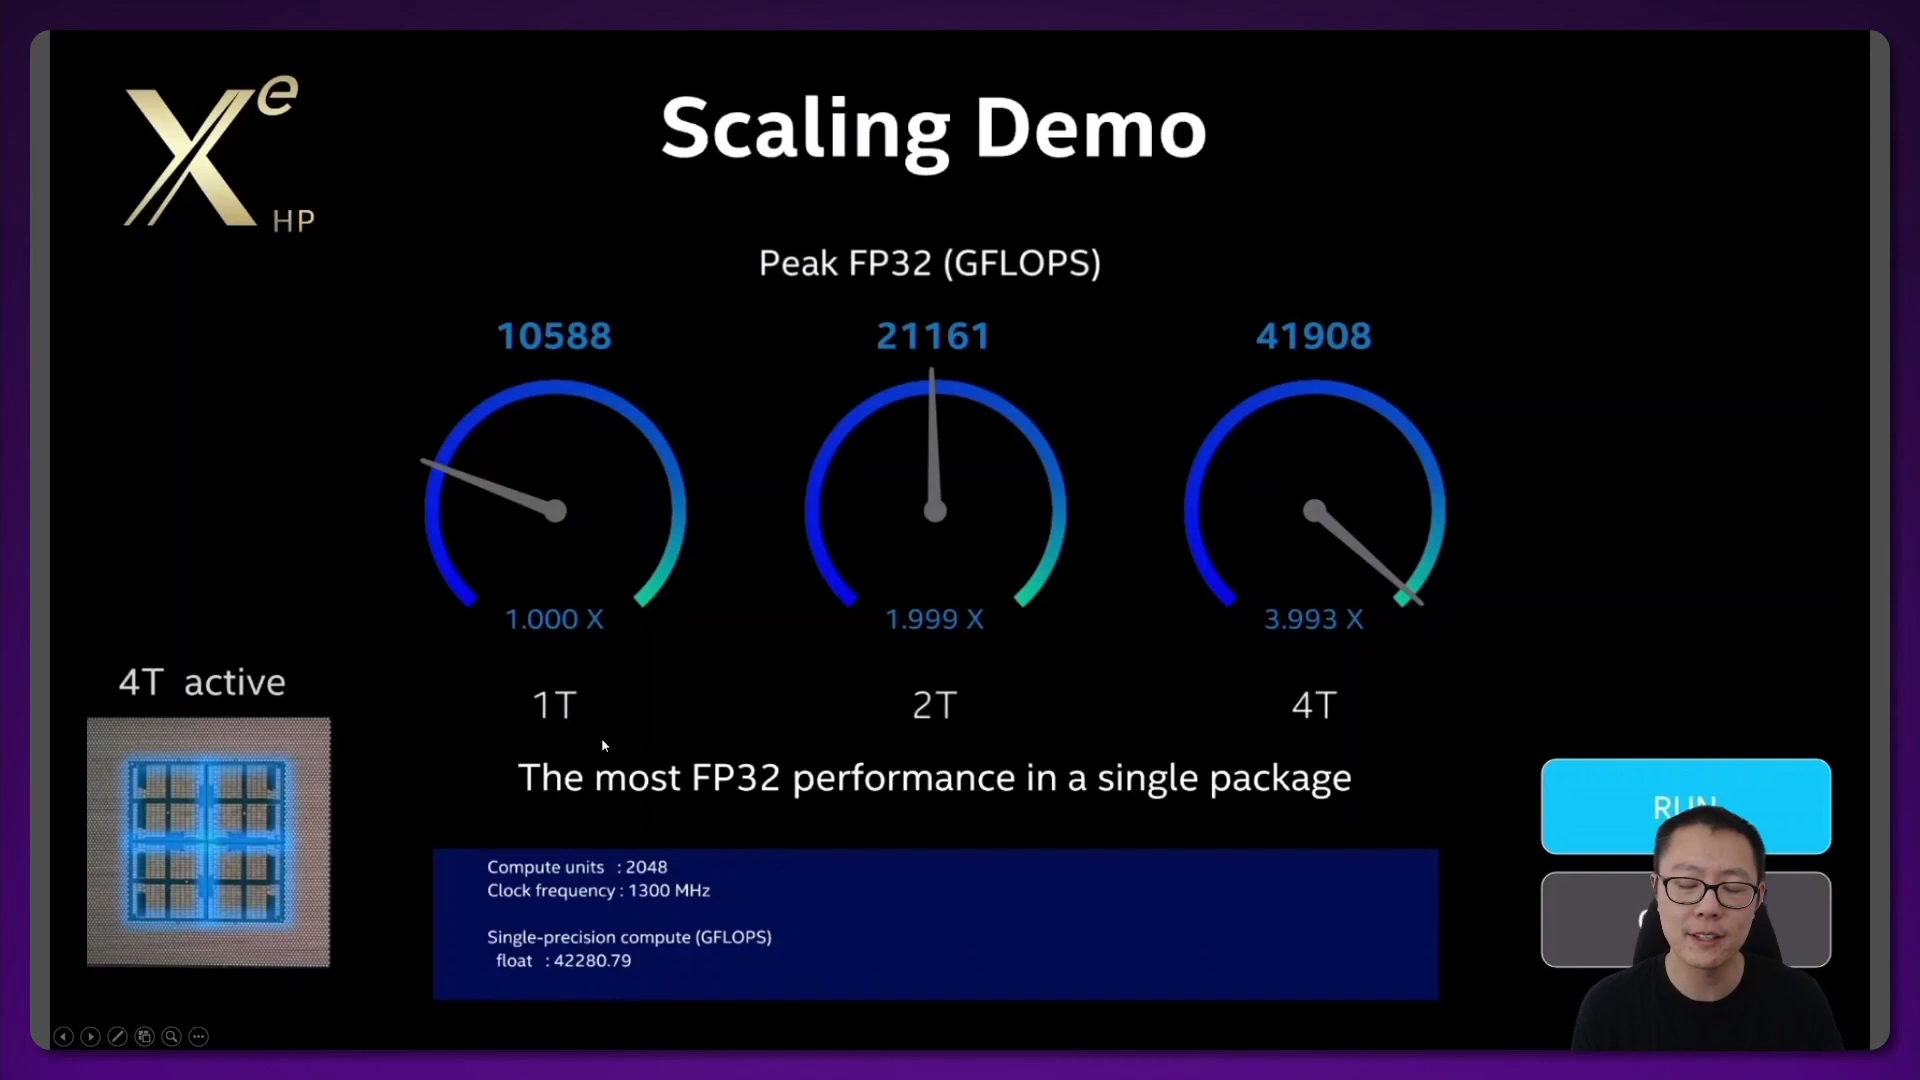 Xe
HP
Scaling Demo
Peak FP32 (GFLOPS)
10588
21161
41908
1.000 X
1.999 X
3.993 X
4T active
1T
2T
4T
The most FP32 performance in a single package
Compute units : 2048
Clock frequency : 1300 MHz
Single-precision compute (GFLOPS)
float : 42280.79
RUN